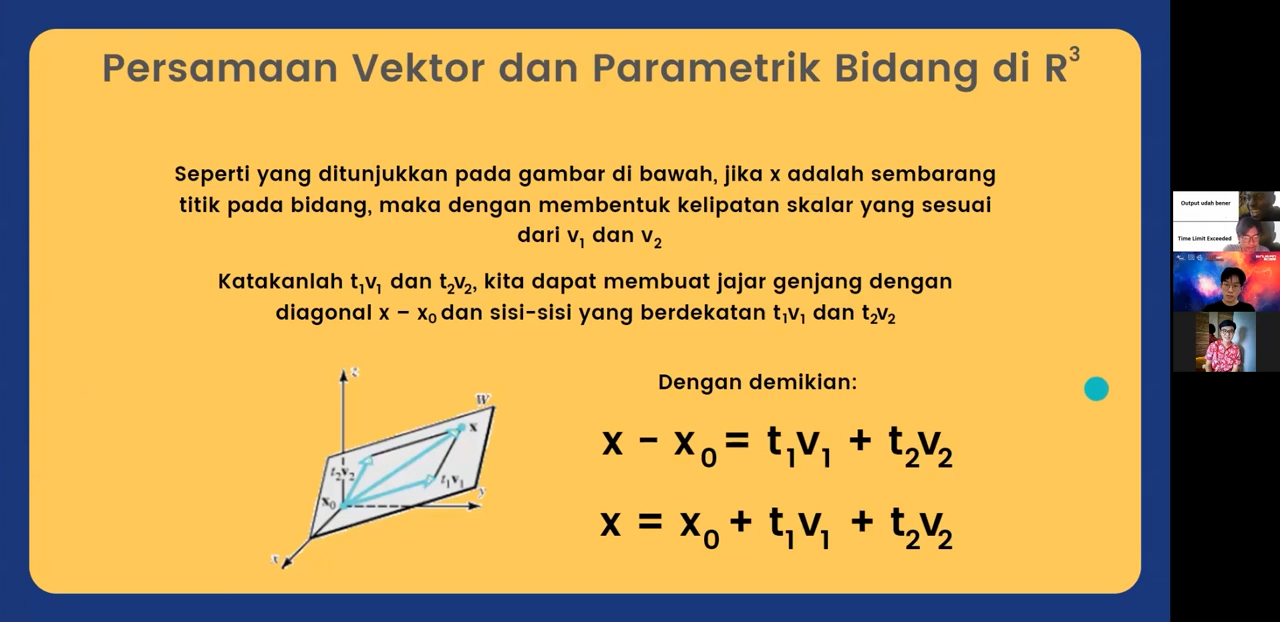 Persamaan Vektor dan Parametrik Bidang di R³
Seperti yang ditunjukkan pada gambar di bawah, jika x adalah sembarang
titik pada bidang, maka dengan membentuk kelipatan skalar yang sesuai
dari v₁ dan v₂
Katakanlah t₁v₁ dan t₂v₂, kita dapat membuat jajar genjang dengan
diagonal x – x₀ dan sisi-sisi yang berdekatan t₁v₁ dan t₂v₂
z
W
x
t₂v₂
t₁v₁
x₀
y
x
Dengan demikian:
x - x₀ = t₁v₁ + t₂v₂
x = x₀ + t₁v₁ + t₂v₂
Output udah bener
Time Limit Exceeded